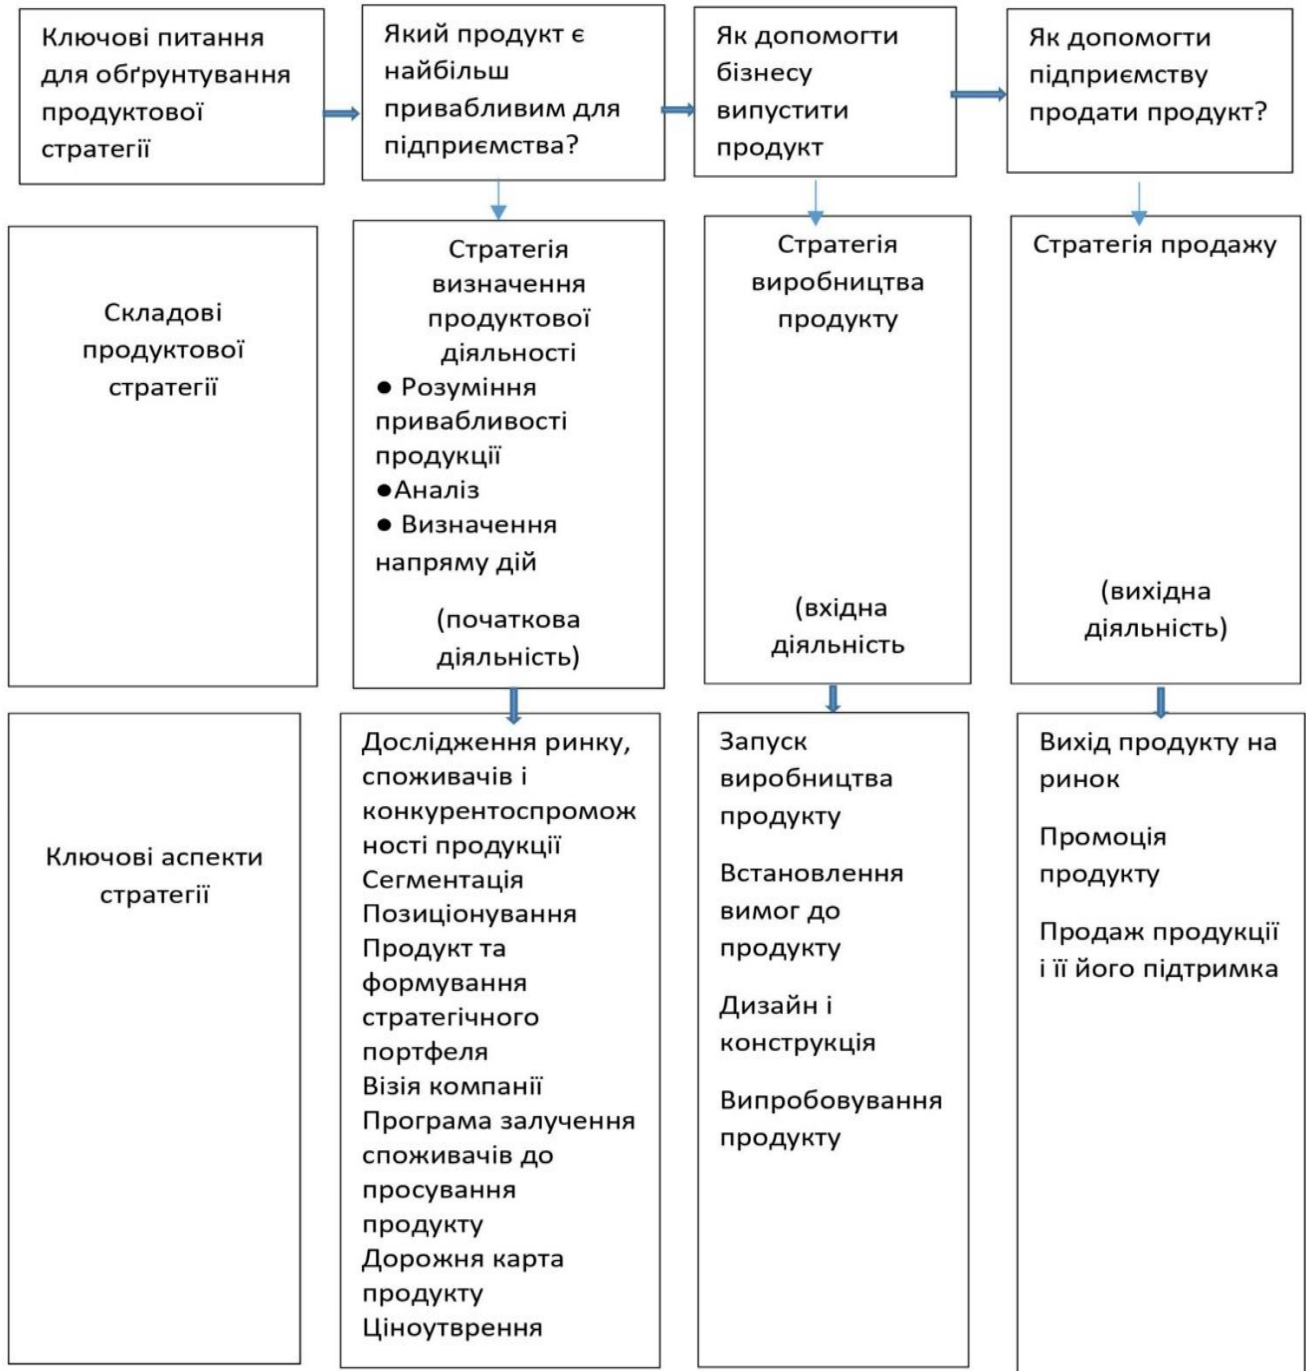 Ключові питання
для обґрунтування
продуктової
стратегії
Який продукт є
найбільш
привабливим для
підприємства?
Як допомогти
бізнесу
випустити
продукт
Як допомогти
підприємству
продати продукт?
Складові
продуктової
стратегії
Стратегія
визначення
продуктової
діяльності
● Розуміння
привабливості
продукції
●Аналіз
● Визначення
напряму дій
(початкова
діяльність)
Стратегія
виробництва
продукту
(вхідна
діяльність
Стратегія продажу
(вихідна
діяльність)
Ключові аспекти
стратегії
Дослідження ринку,
споживачів і
конкурентоспромож
ності продукції
Сегментація
Позиціонування
Продукт та
формування
стратегічного
портфеля
Візія компанії
Програма залучення
споживачів до
просування
продукту
Дорожня карта
продукту
Ціноутврення
Запуск
виробництва
продукту
Встановлення
вимог до
продукту
Дизайн і
конструкція
Випробовування
продукту
Вихід продукту на
ринок
Промоція
продукту
Продаж продукції
і її його підтримка